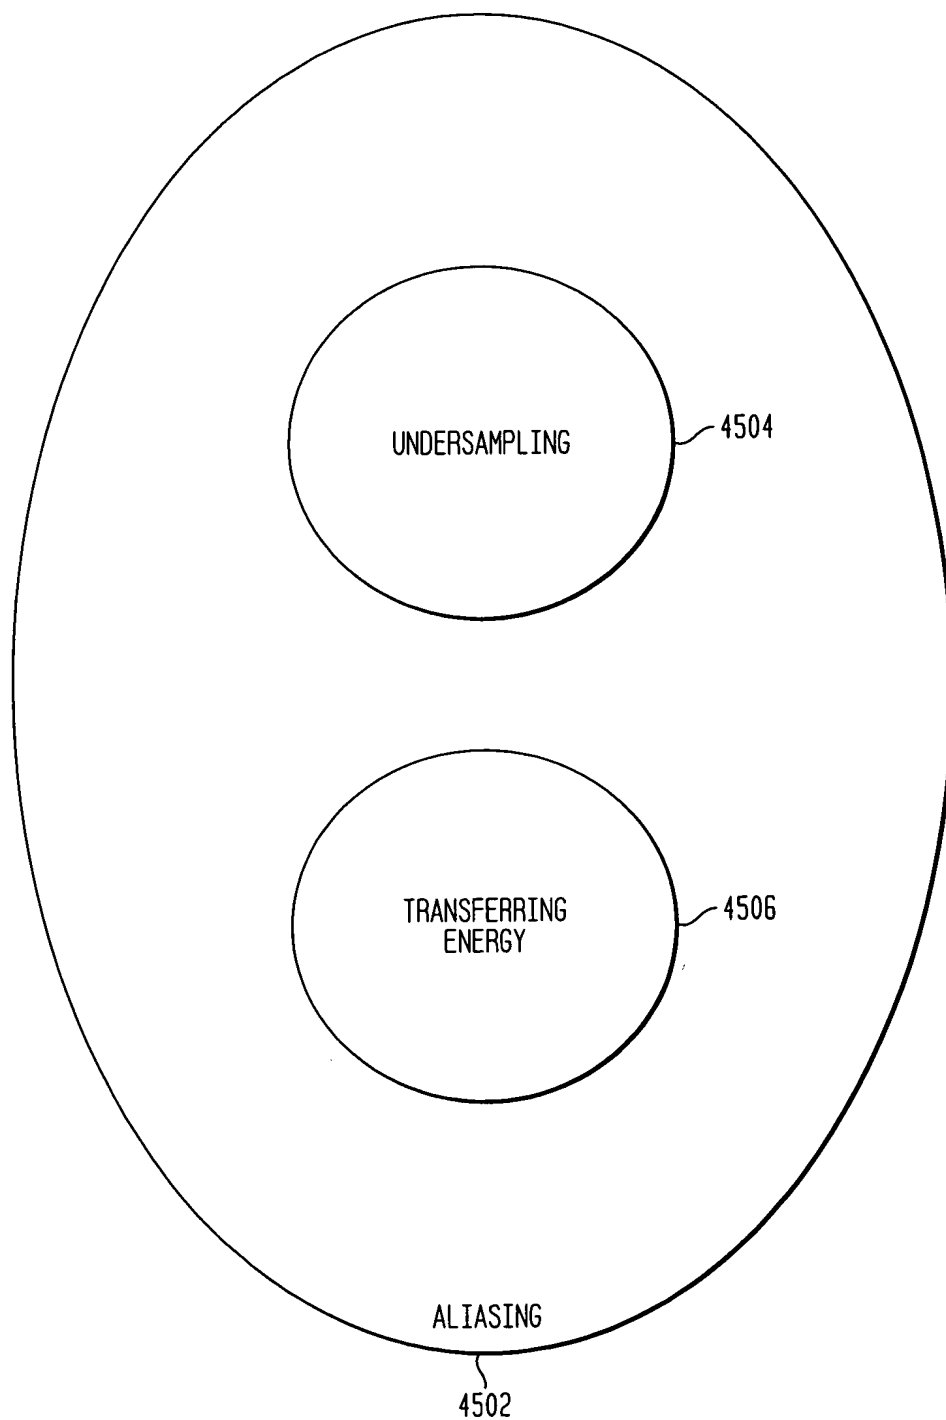 UNDERSAMPLING
4504
TRANSFERRING
ENERGY
4506
ALIASING
4502